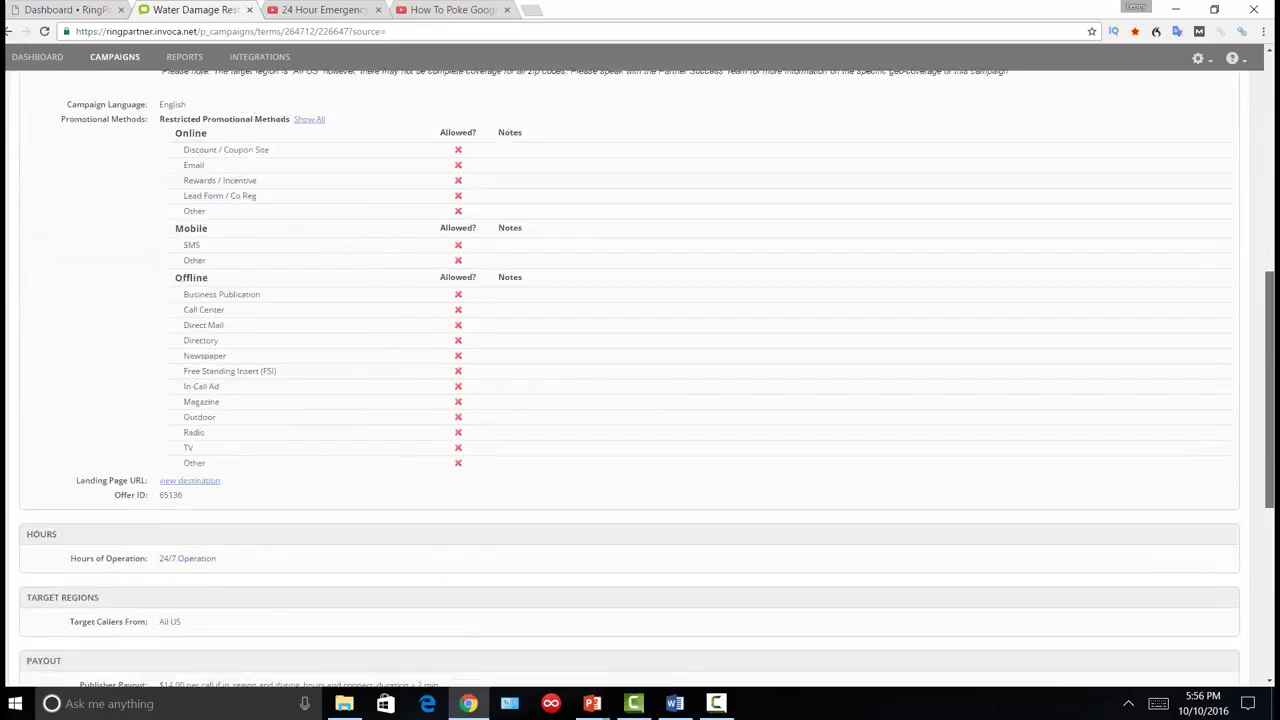 Lenny
Dashboard • RingPa
Water Damage Res
24 Hour Emergency
How To Poke Googl
https://ringpartner.invoca.net/p_campaigns/terms/264712/226647?source=
DASHBOARD CAMPAIGNS REPORTS INTEGRATIONS
Please note: The target region is "All US" however, there may not be complete coverage for all zip codes. Please speak with the Partner Success Team for more information on the specific geo-coverage of this campaign
Campaign Language: English
Promotional Methods: Restricted Promotional Methods Show All
Online Allowed? Notes
Discount / Coupon Site
Email
Rewards / Incentive
Lead Form / Co Reg
Other
Mobile Allowed? Notes
SMS
Other
Offline Allowed? Notes
Business Publication
Call Center
Direct Mail
Directory
Newspaper
Free Standing Insert (FSI)
In-Call Ad
Magazine
Outdoor
Radio
TV
Other
Landing Page URL: view destination
Offer ID: 65136
HOURS
Hours of Operation: 24/7 Operation
TARGET REGIONS
Target Callers From: All US
PAYOUT
Publisher Payout: $14.00 per call if in region and during hours and connect duration > 2 min
Ask me anything
5:56 PM
10/10/2016